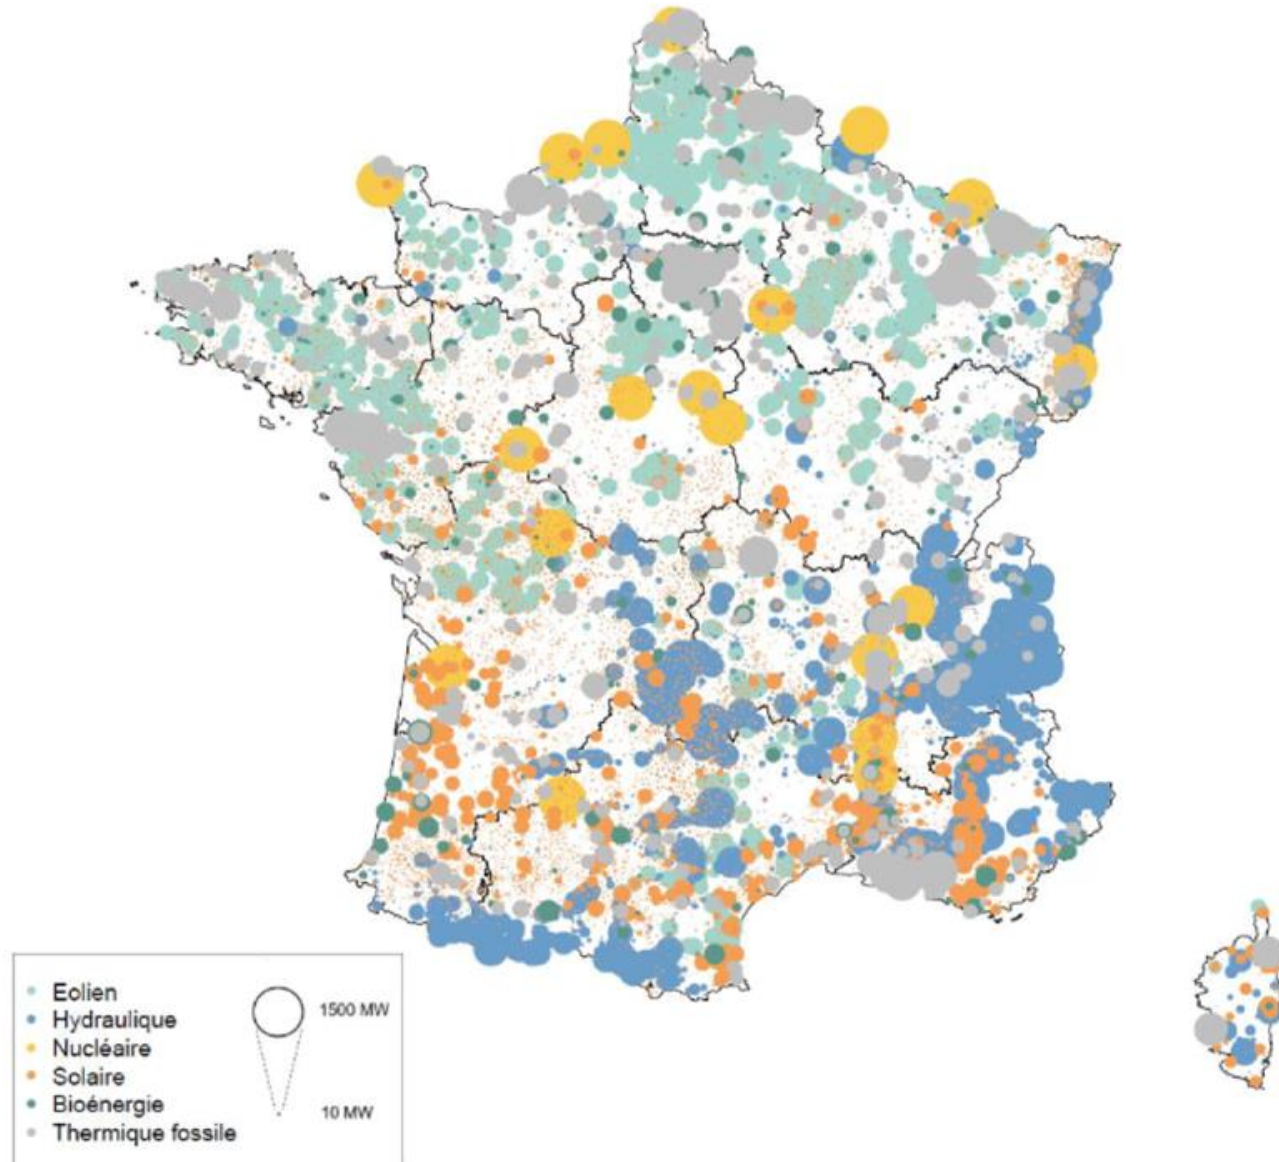 Eolien
Hydraulique
Nucléaire
Solaire
Bioénergie
Thermique fossile
1500 MW
10 MW